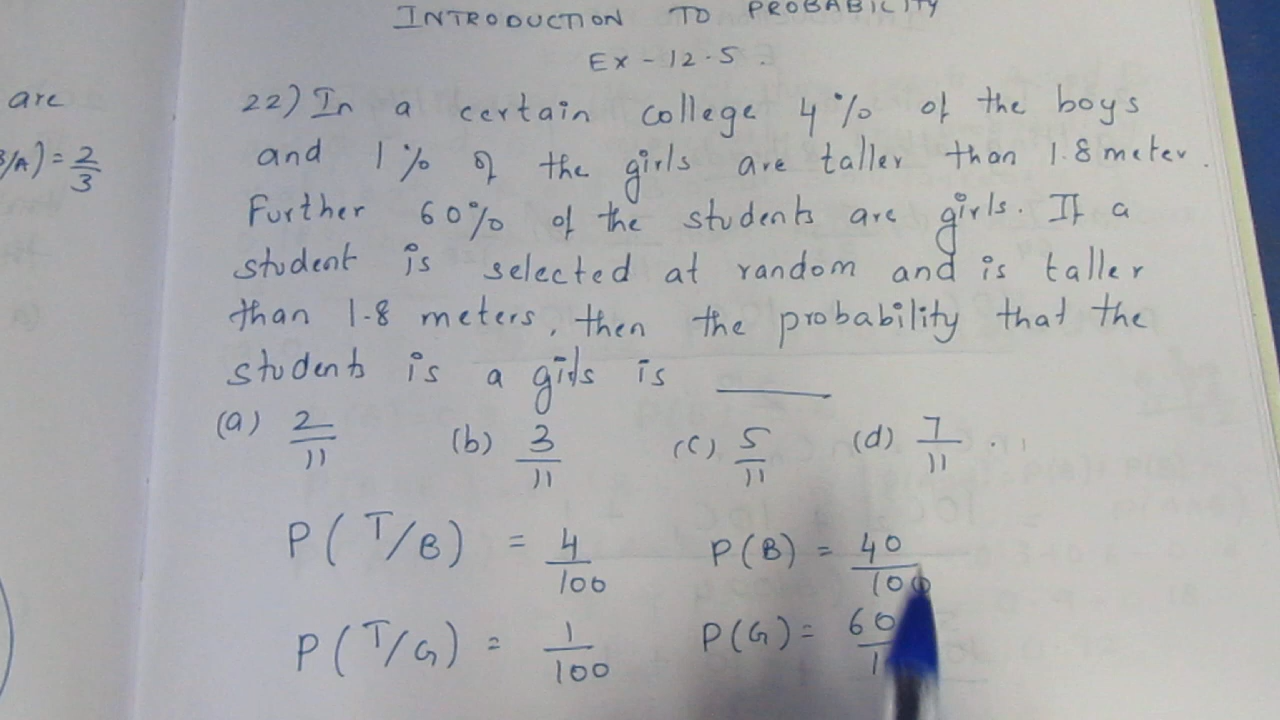 INTRODUCTION TO PROBABILITY
Ex - 12.5.
are
B/A) = 2/3
22) In a certain college 4% of the boys
and 1% of the girls are taller than 1.8 meter.
Further 60% of the students are girls. If a
student is selected at random and is taller
than 1.8 meters, then the probability that the
students is a girls is ______
(a) 2/11 (b) 3/11 (c) 5/11 (d) 7/11.
P(T/B) = 4/100 P(B) = 40/100
P(T/G) = 1/100 P(G) = 60/1